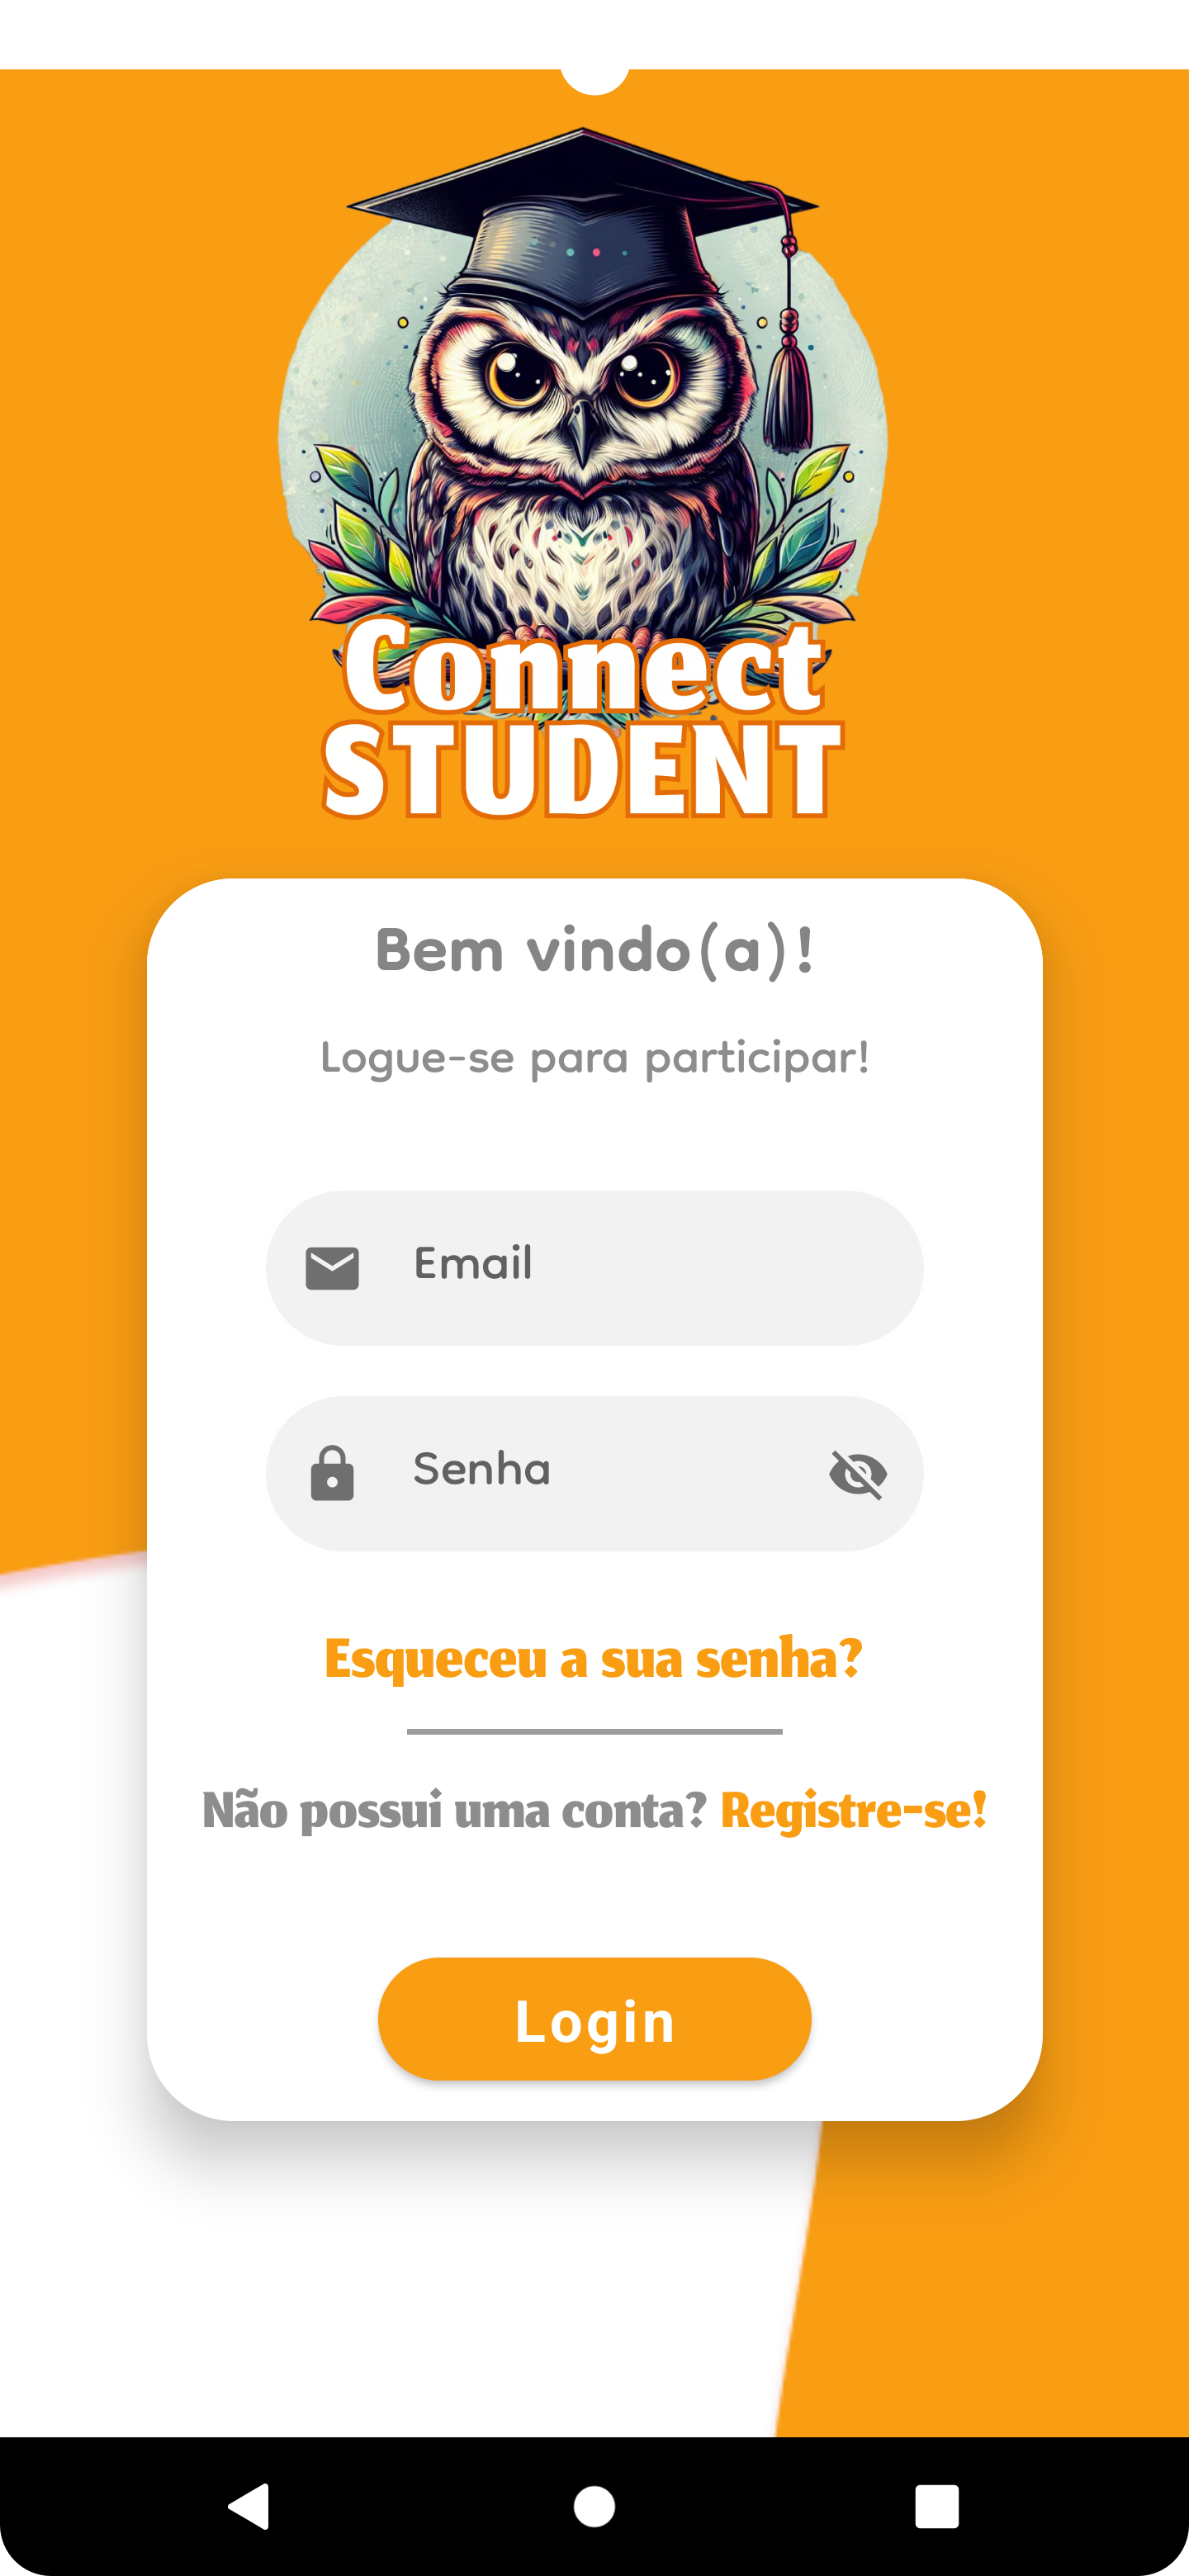 Connect
STUDENT
Bem vindo(a)!
Logue-se para participar!
Email
Senha
Esqueceu a sua senha?
Não possui uma conta? Registre-se!
Login